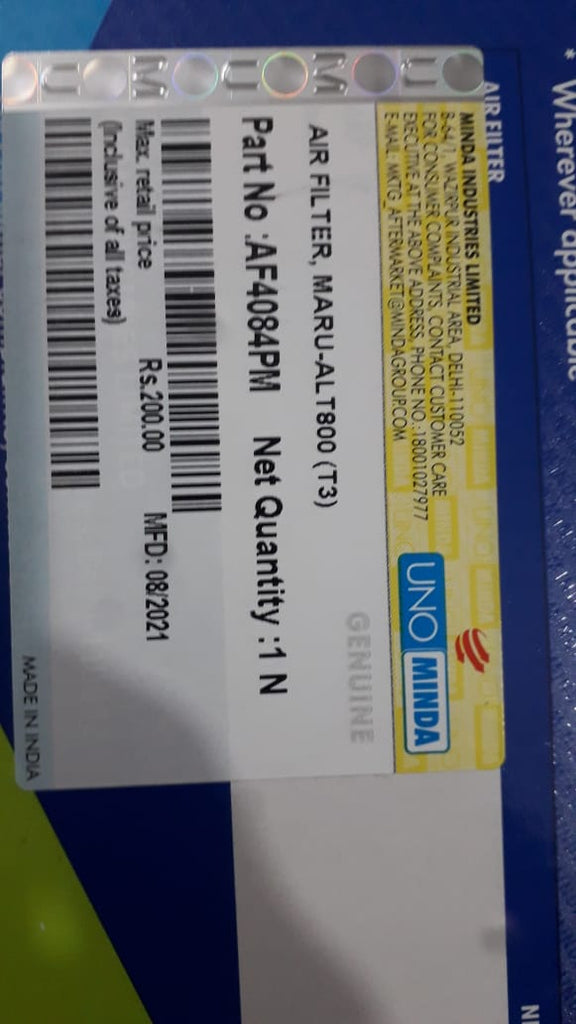 * Wherever applicable
AIR FILTER
U M U M U
MINDA INDUSTRIES LIMITED
B-64/1, WAZIRPUR INDUSTRIAL AREA, DELHI-110052
FOR CONSUMER COMPLAINTS, CONTACT CUSTOMER CARE
EXECUTIVE AT THE ABOVE ADDRESS, PHONE NO.:18001027977
E-MAIL: MKTG_AFTERMARKET@MINDAGROUP.COM
UNO MINDA
GENUINE
AIR FILTER, MARU-ALT800 (T3)
Part No :AF4084PM Net Quantity :1 N
Max. retail price Rs.200.00 MFD: 08/2021
(Inclusive of all taxes)
MADE IN INDIA